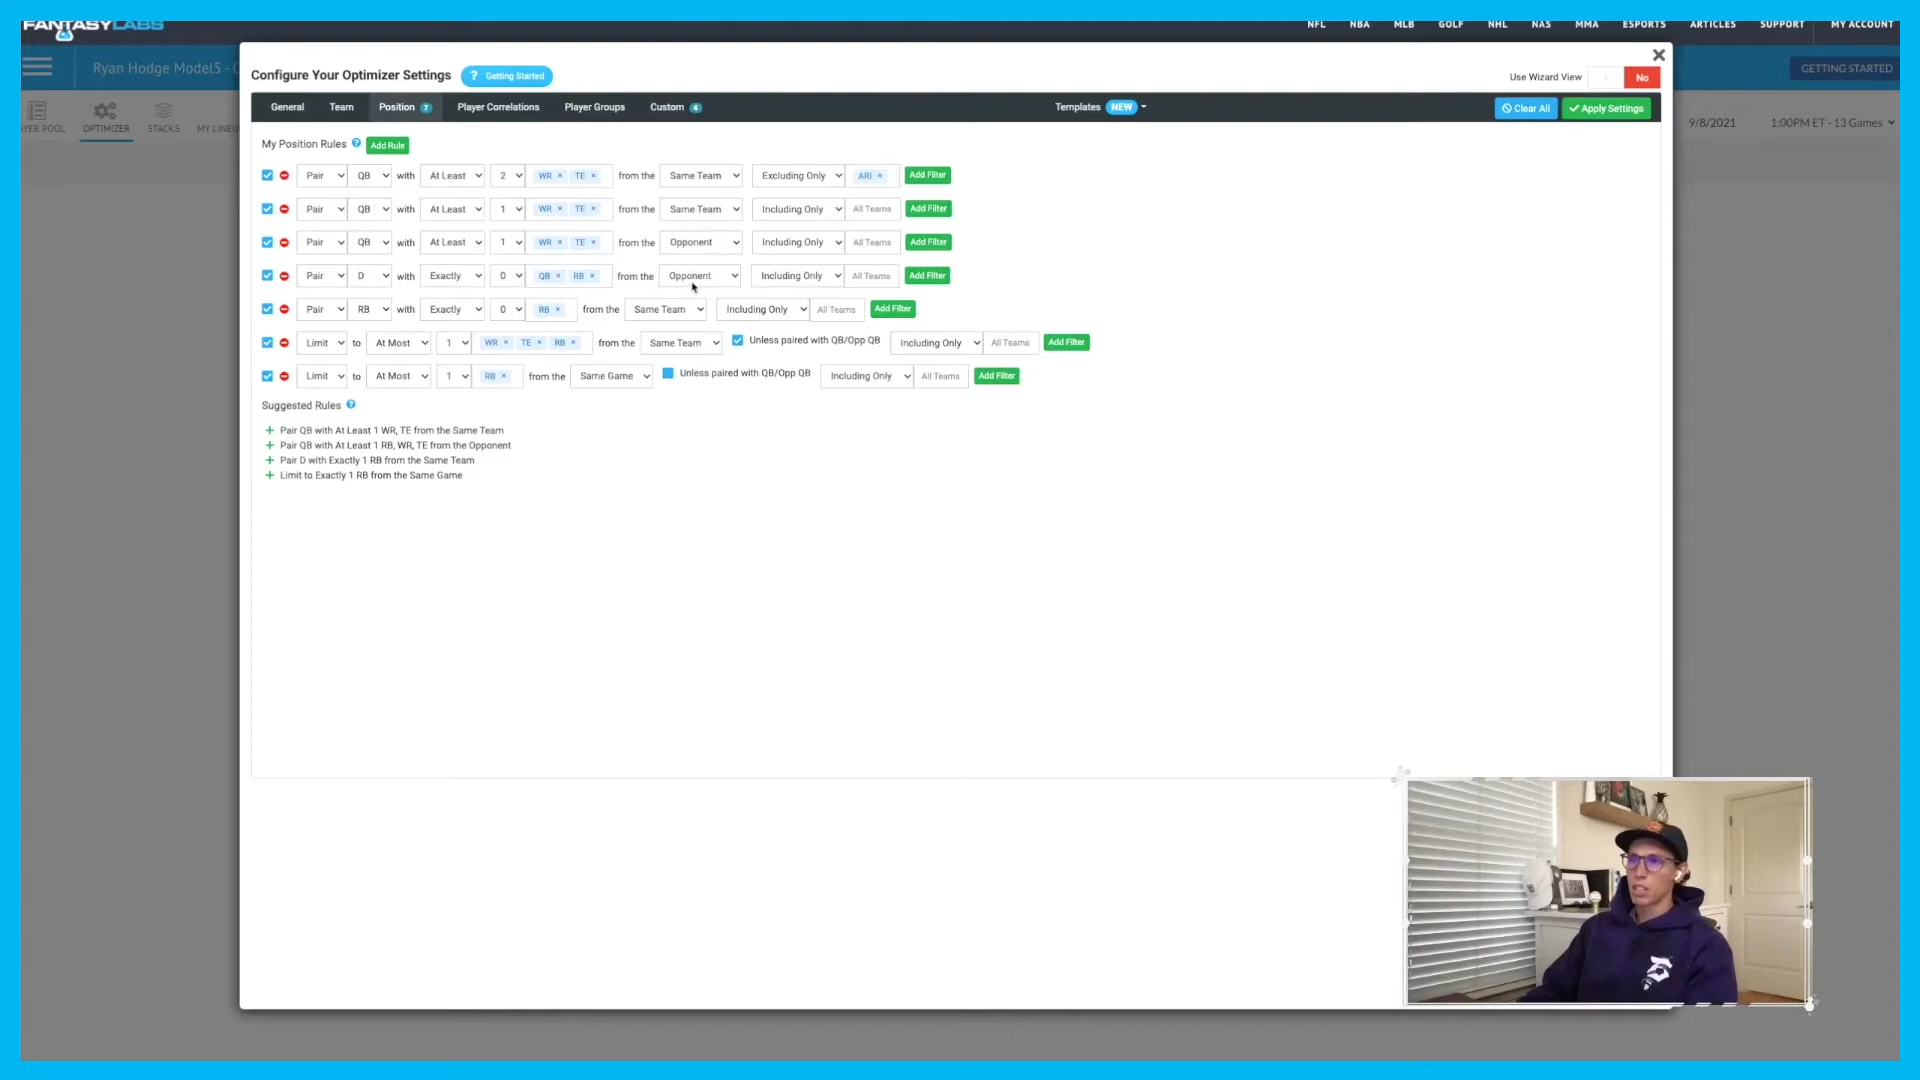 FANTASYLABS
NFL NBA MLB GOLF NHL NAS MMA ESPORTS ARTICLES SUPPORT MY ACCOUNT
Ryan Hodge Model5 -
GETTING STARTED
Configure Your Optimizer Settings ? Getting Started
Use Wizard View No
General Team Position 7 Player Correlations Player Groups Custom 4 Templates NEW Clear All Apply Settings
YER POOL OPTIMIZER STACKS MY LINEU
9/8/2021 1:00PM ET - 13 Games
My Position Rules ? Add Rule
Pair QB with At Least 2 WR × TE × from the Same Team Excluding Only ARI × Add Filter
Pair QB with At Least 1 WR × TE × from the Same Team Including Only All Teams Add Filter
Pair QB with At Least 1 WR × TE × from the Opponent Including Only All Teams Add Filter
Pair D with Exactly 0 QB × RB × from the Opponent Including Only All Teams Add Filter
Pair RB with Exactly 0 RB × from the Same Team Including Only All Teams Add Filter
Limit to At Most 1 WR × TE × RB × from the Same Team Unless paired with QB/Opp QB Including Only All Teams Add Filter
Limit to At Most 1 RB × from the Same Game Unless paired with QB/Opp QB Including Only All Teams Add Filter
Suggested Rules ?
+ Pair QB with At Least 1 WR, TE from the Same Team
+ Pair QB with At Least 1 RB, WR, TE from the Opponent
+ Pair D with Exactly 1 RB from the Same Team
+ Limit to Exactly 1 RB from the Same Game